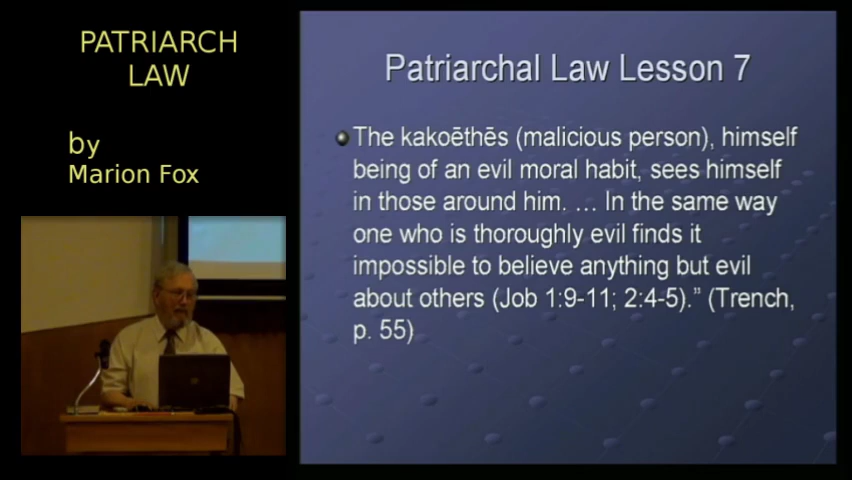 PATRIARCH
LAW
by
Marion Fox
Patriarchal Law Lesson 7
The kakoēthēs (malicious person), himself
being of an evil moral habit, sees himself
in those around him. … In the same way
one who is thoroughly evil finds it
impossible to believe anything but evil
about others (Job 1:9-11; 2:4-5).” (Trench,
p. 55)